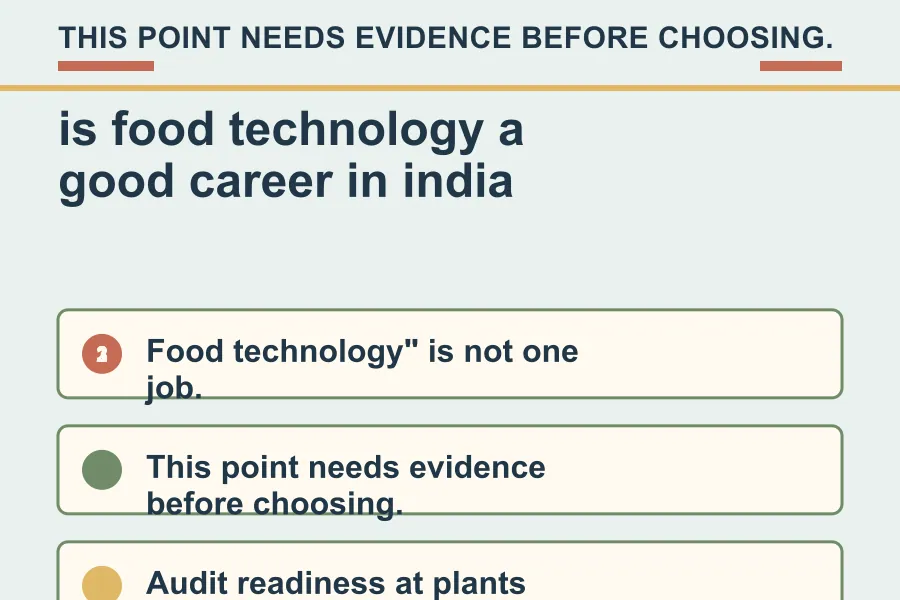 THIS POINT NEEDS EVIDENCE BEFORE CHOOSING.
is food technology a
good career in india
Food technology" is not one
job.
This point needs evidence
before choosing.
Audit readiness at plants